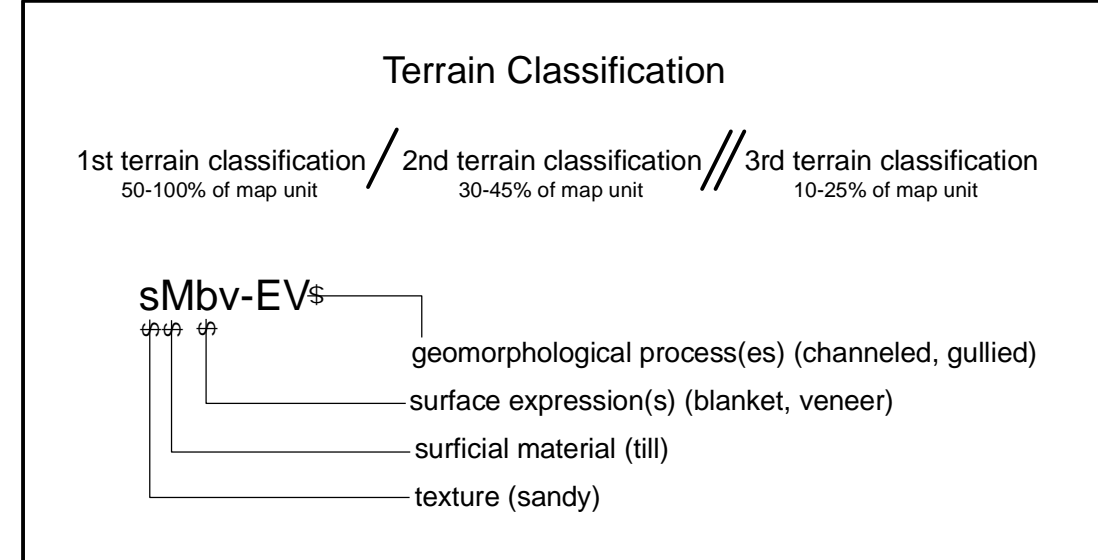 Terrain Classification
1st terrain classification / 2nd terrain classification // 3rd terrain classification
50-100% of map unit 30-45% of map unit 10-25% of map unit
sMbv-EV$
$$ $
geomorphological process(es) (channeled, gullied)
surface expression(s) (blanket, veneer)
surficial material (till)
texture (sandy)